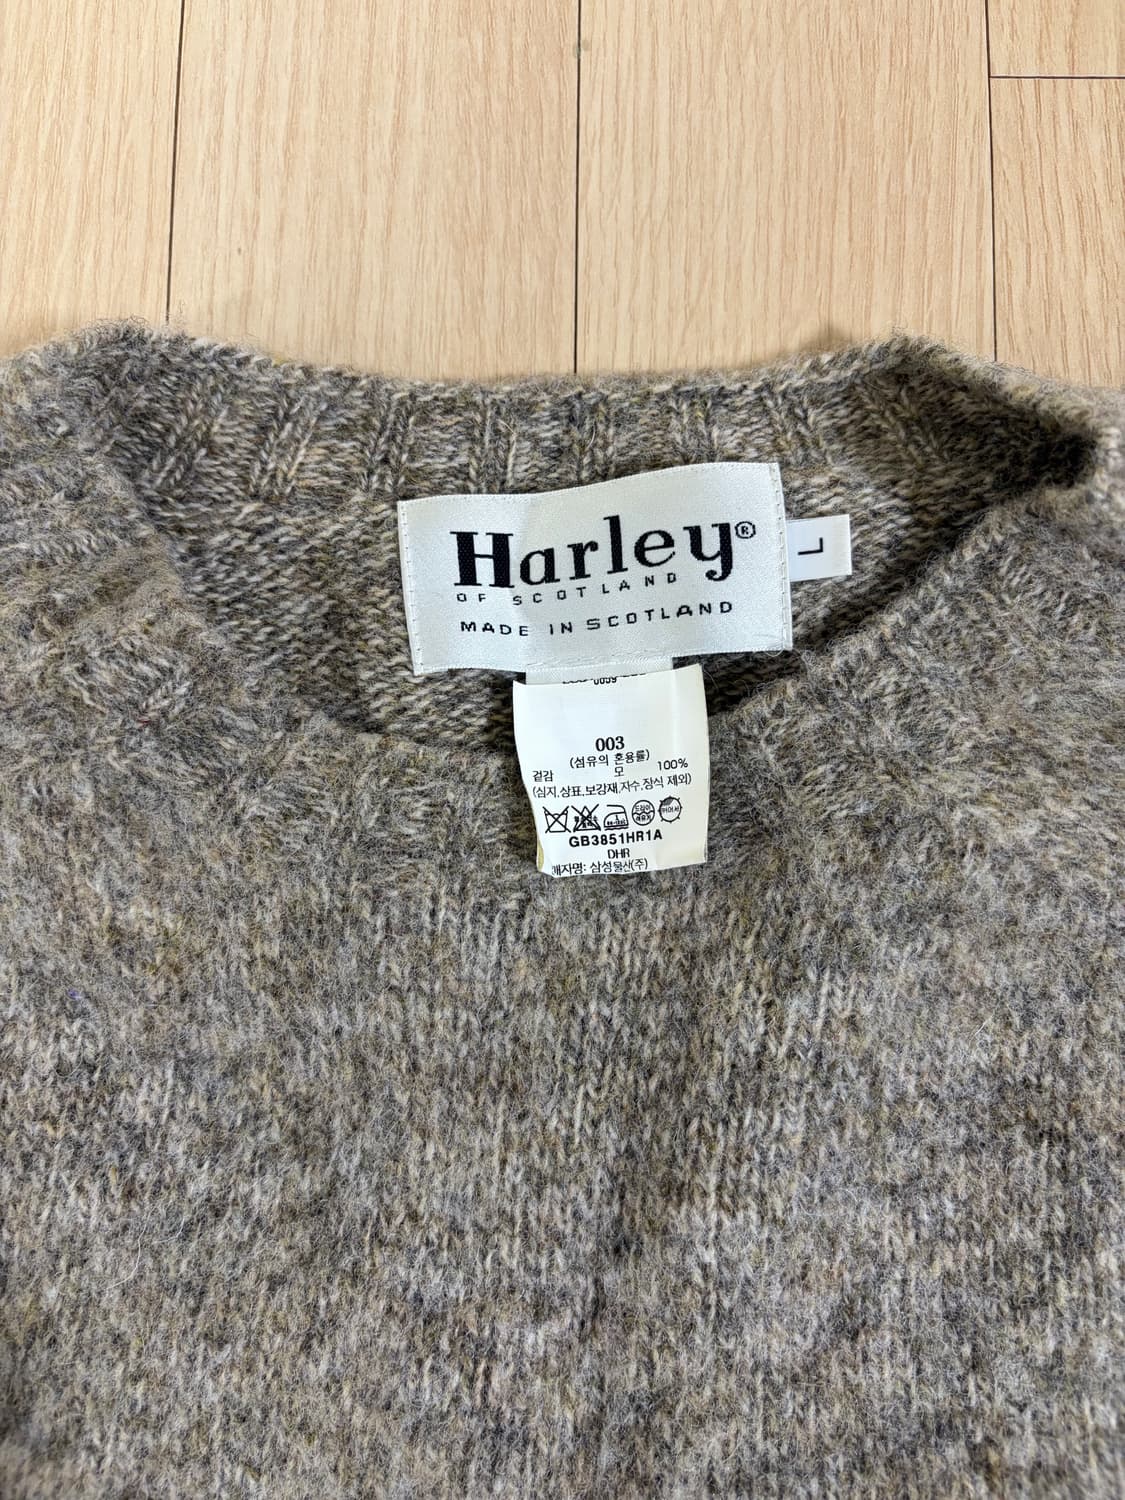 Harley®
OF SCOTLAND
MADE IN SCOTLAND
L
003
(섬유의 혼용률)
겉감 모 100%
(심지,상표,보강재,자수,장식 제외)
GB3851HR1A
DHR
매자명: 삼성물산(주)